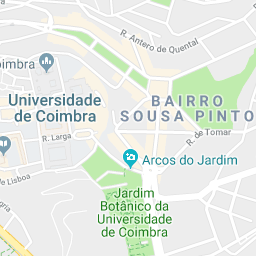 R. Antero de Quental
oimbra
Universidade
de Coimbra
BAIRRO
SOUSA PINTO
R. Larga
R. de Tomar
Arcos do Jardim
de Lisboa
Jardim
Botânico da
Universidade
de Coimbra